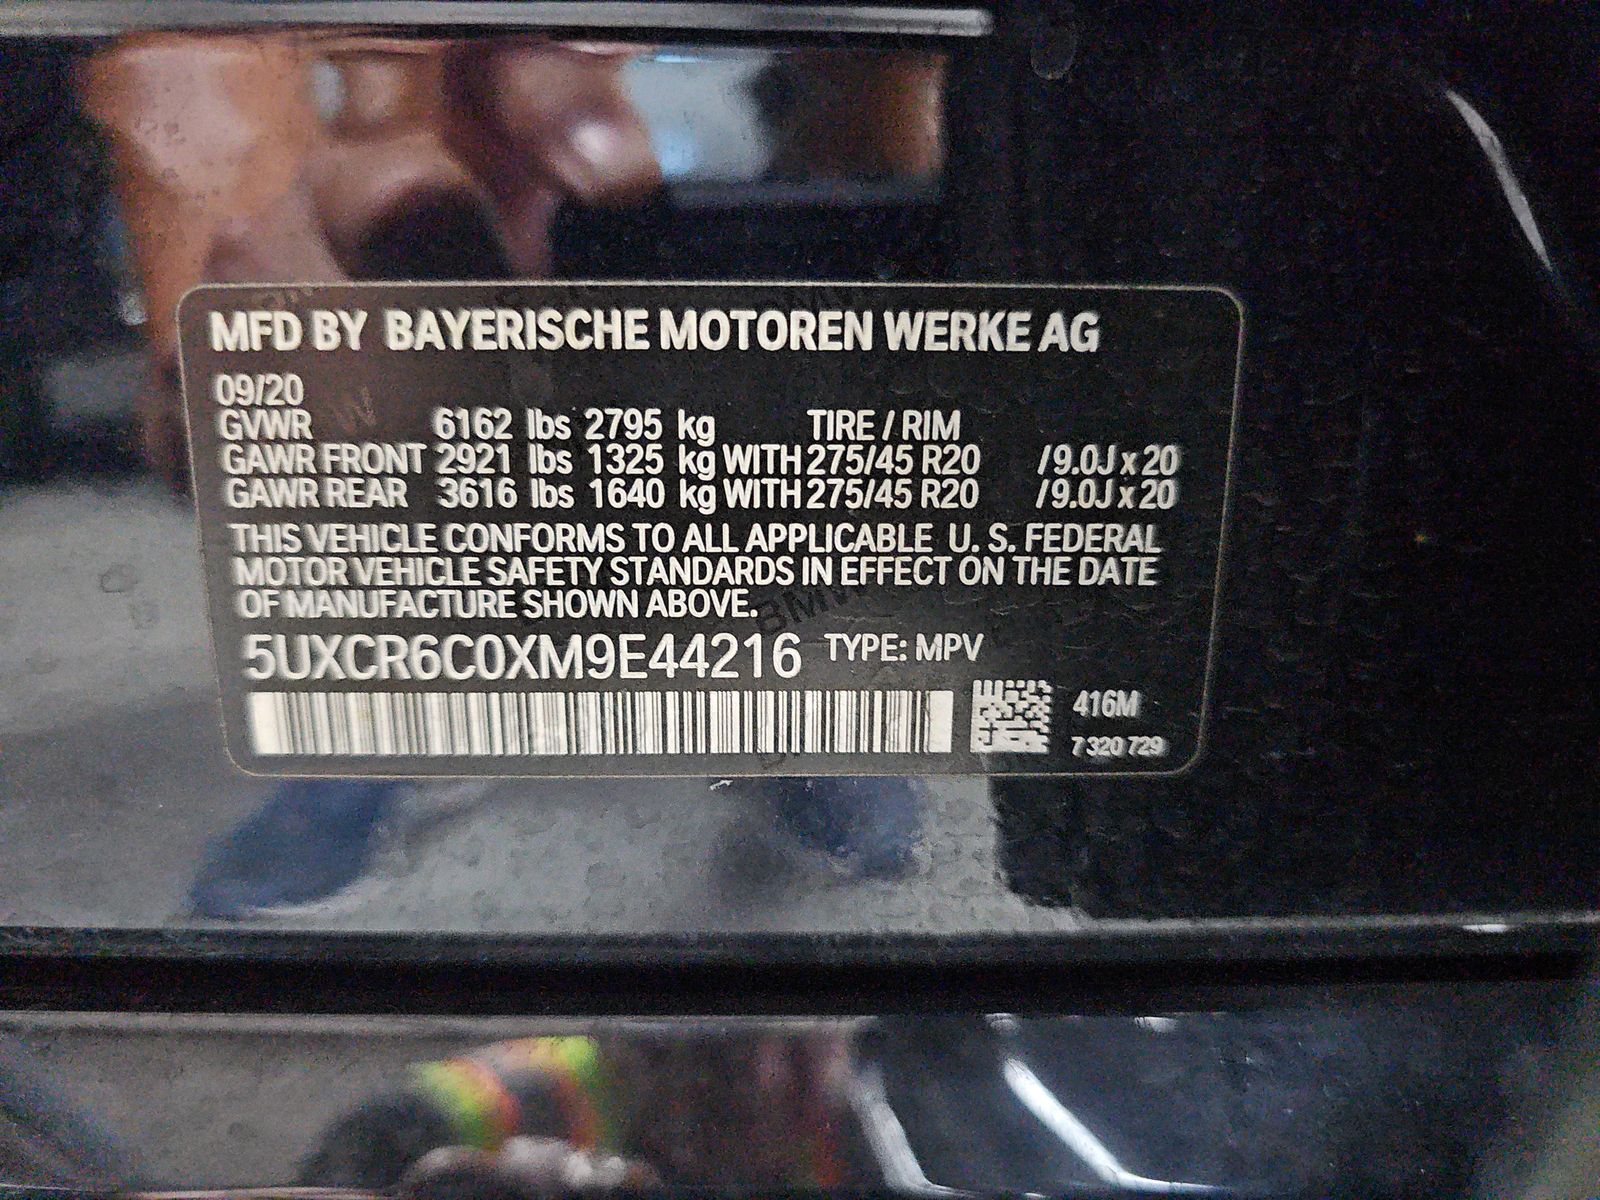 MFD BY BAYERISCHE MOTOREN WERKE AG
09/20
GVWR 6162 lbs 2795 kg TIRE / RIM
GAWR FRONT 2921 lbs 1325 kg WITH 275/45 R20 /9.0J x 20
GAWR REAR 3616 lbs 1640 kg WITH 275/45 R20 /9.0J x 20
THIS VEHICLE CONFORMS TO ALL APPLICABLE U. S. FEDERAL
MOTOR VEHICLE SAFETY STANDARDS IN EFFECT ON THE DATE
OF MANUFACTURE SHOWN ABOVE.
5UXCR6C0XM9E44216 TYPE: MPV
416M
7 320 729